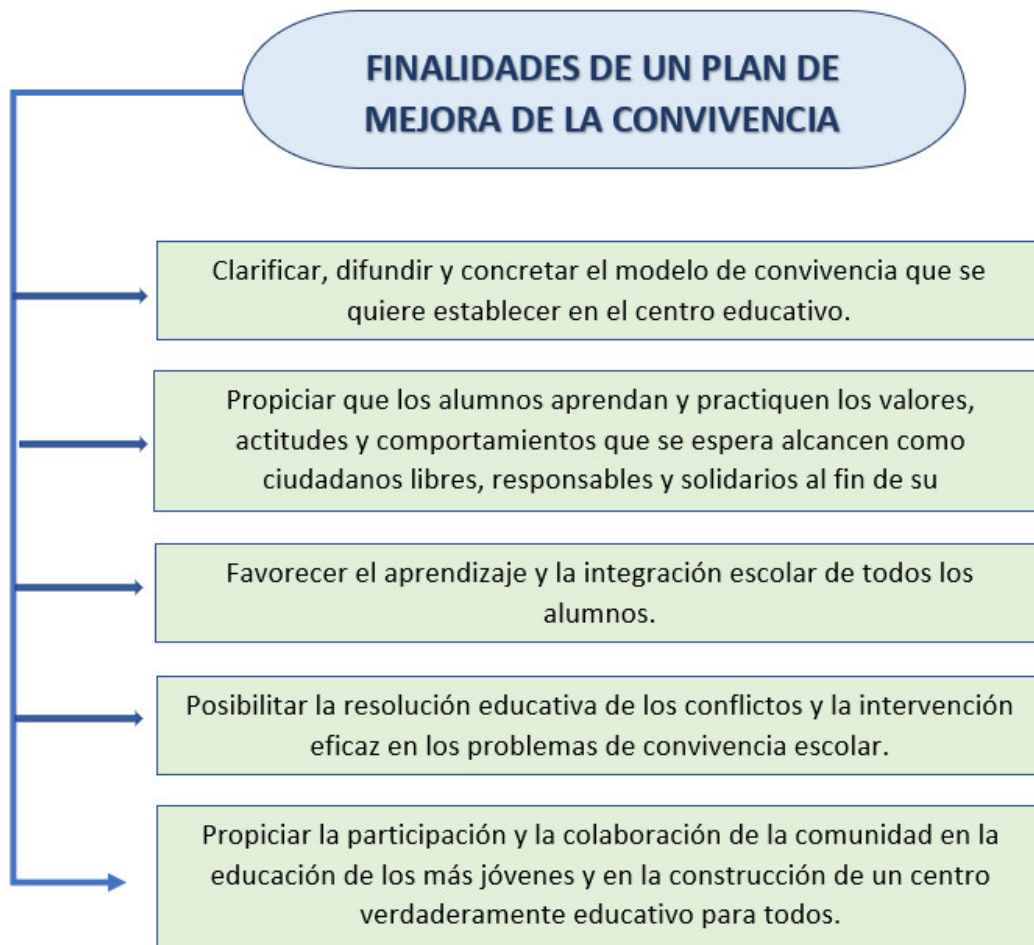 FINALIDADES DE UN PLAN DE
MEJORA DE LA CONVIVENCIA
Clarificar, difundir y concretar el modelo de convivencia que se
quiere establecer en el centro educativo.
Propiciar que los alumnos aprendan y practiquen los valores,
actitudes y comportamientos que se espera alcancen como
ciudadanos libres, responsables y solidarios al fin de su
Favorecer el aprendizaje y la integración escolar de todos los
alumnos.
Posibilitar la resolución educativa de los conflictos y la intervención
eficaz en los problemas de convivencia escolar.
Propiciar la participación y la colaboración de la comunidad en la
educación de los más jóvenes y en la construcción de un centro
verdaderamente educativo para todos.